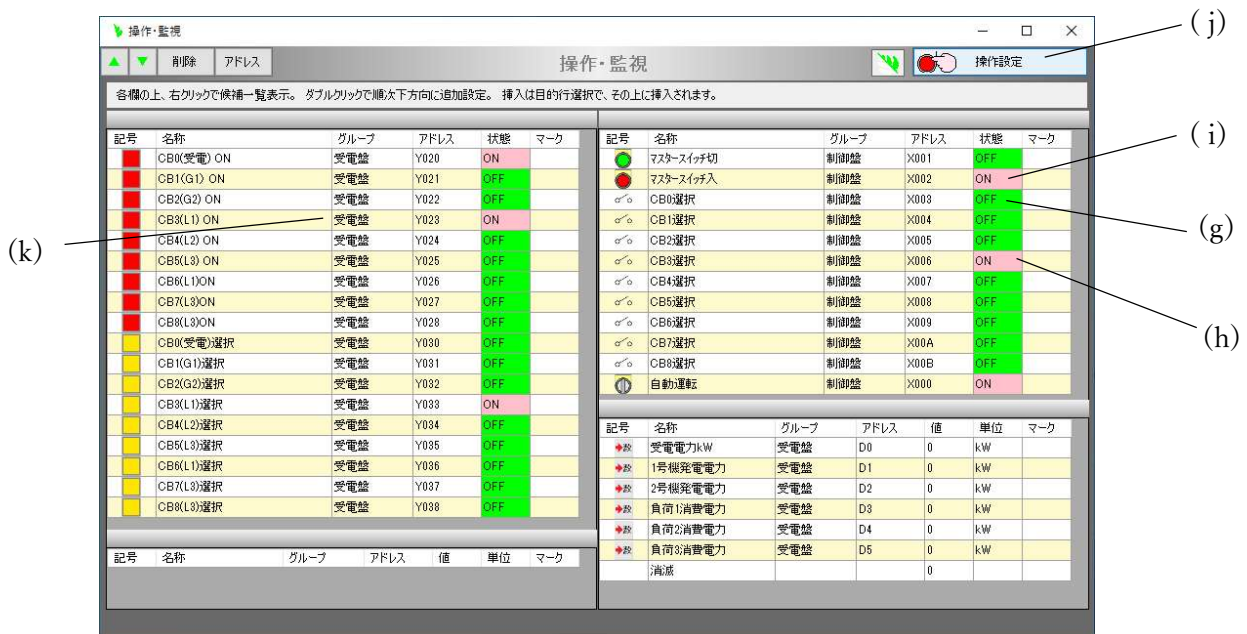 操作・監視
(j)
削除 アドレス 操作・監視 操作設定
各欄の上、右クリックで候補一覧表示。 ダブルクリックで順次下方向に追加設定。 挿入は目的行選択で、その上に挿入されます。
記号 名称 グループ アドレス 状態 マーク
CB0(受電) ON 受電盤 Y020 ON
CB1(G1) ON 受電盤 Y021 OFF
CB2(G2) ON 受電盤 Y022 OFF
CB3(L1) ON 受電盤 Y023 ON
CB4(L2) ON 受電盤 Y024 OFF
CB5(L3) ON 受電盤 Y025 OFF
CB6(L1)ON 受電盤 Y026 OFF
CB7(L3)ON 受電盤 Y027 OFF
CB8(L3)ON 受電盤 Y028 OFF
CB0(受電)選択 受電盤 Y030 OFF
CB1(G1)選択 受電盤 Y031 OFF
CB2(G2)選択 受電盤 Y032 OFF
CB3(L1)選択 受電盤 Y033 ON
CB4(L2)選択 受電盤 Y034 OFF
CB5(L3)選択 受電盤 Y035 OFF
CB6(L1)選択 受電盤 Y036 OFF
CB7(L3)選択 受電盤 Y037 OFF
CB8(L3)選択 受電盤 Y038 OFF
(k)
記号 名称 グループ アドレス 値 単位 マーク
記号 名称 グループ アドレス 状態 マーク
マスタースイッチ切 制御盤 X001 OFF
マスタースイッチ入 制御盤 X002 ON
CB0選択 制御盤 X003 OFF
CB1選択 制御盤 X004 OFF
CB2選択 制御盤 X005 OFF
CB3選択 制御盤 X006 ON
CB4選択 制御盤 X007 OFF
CB5選択 制御盤 X008 OFF
CB6選択 制御盤 X009 OFF
CB7選択 制御盤 X00A OFF
CB8選択 制御盤 X00B OFF
自動運転 制御盤 X000 ON
(i)
(g)
(h)
記号 名称 グループ アドレス 値 単位 マーク
受電電力kW 受電盤 D0 0 kW
1号機発電電力 受電盤 D1 0 kW
2号機発電電力 受電盤 D2 0 kW
負荷1消費電力 受電盤 D3 0 kW
負荷2消費電力 受電盤 D4 0 kW
負荷3消費電力 受電盤 D5 0 kW
消滅 0